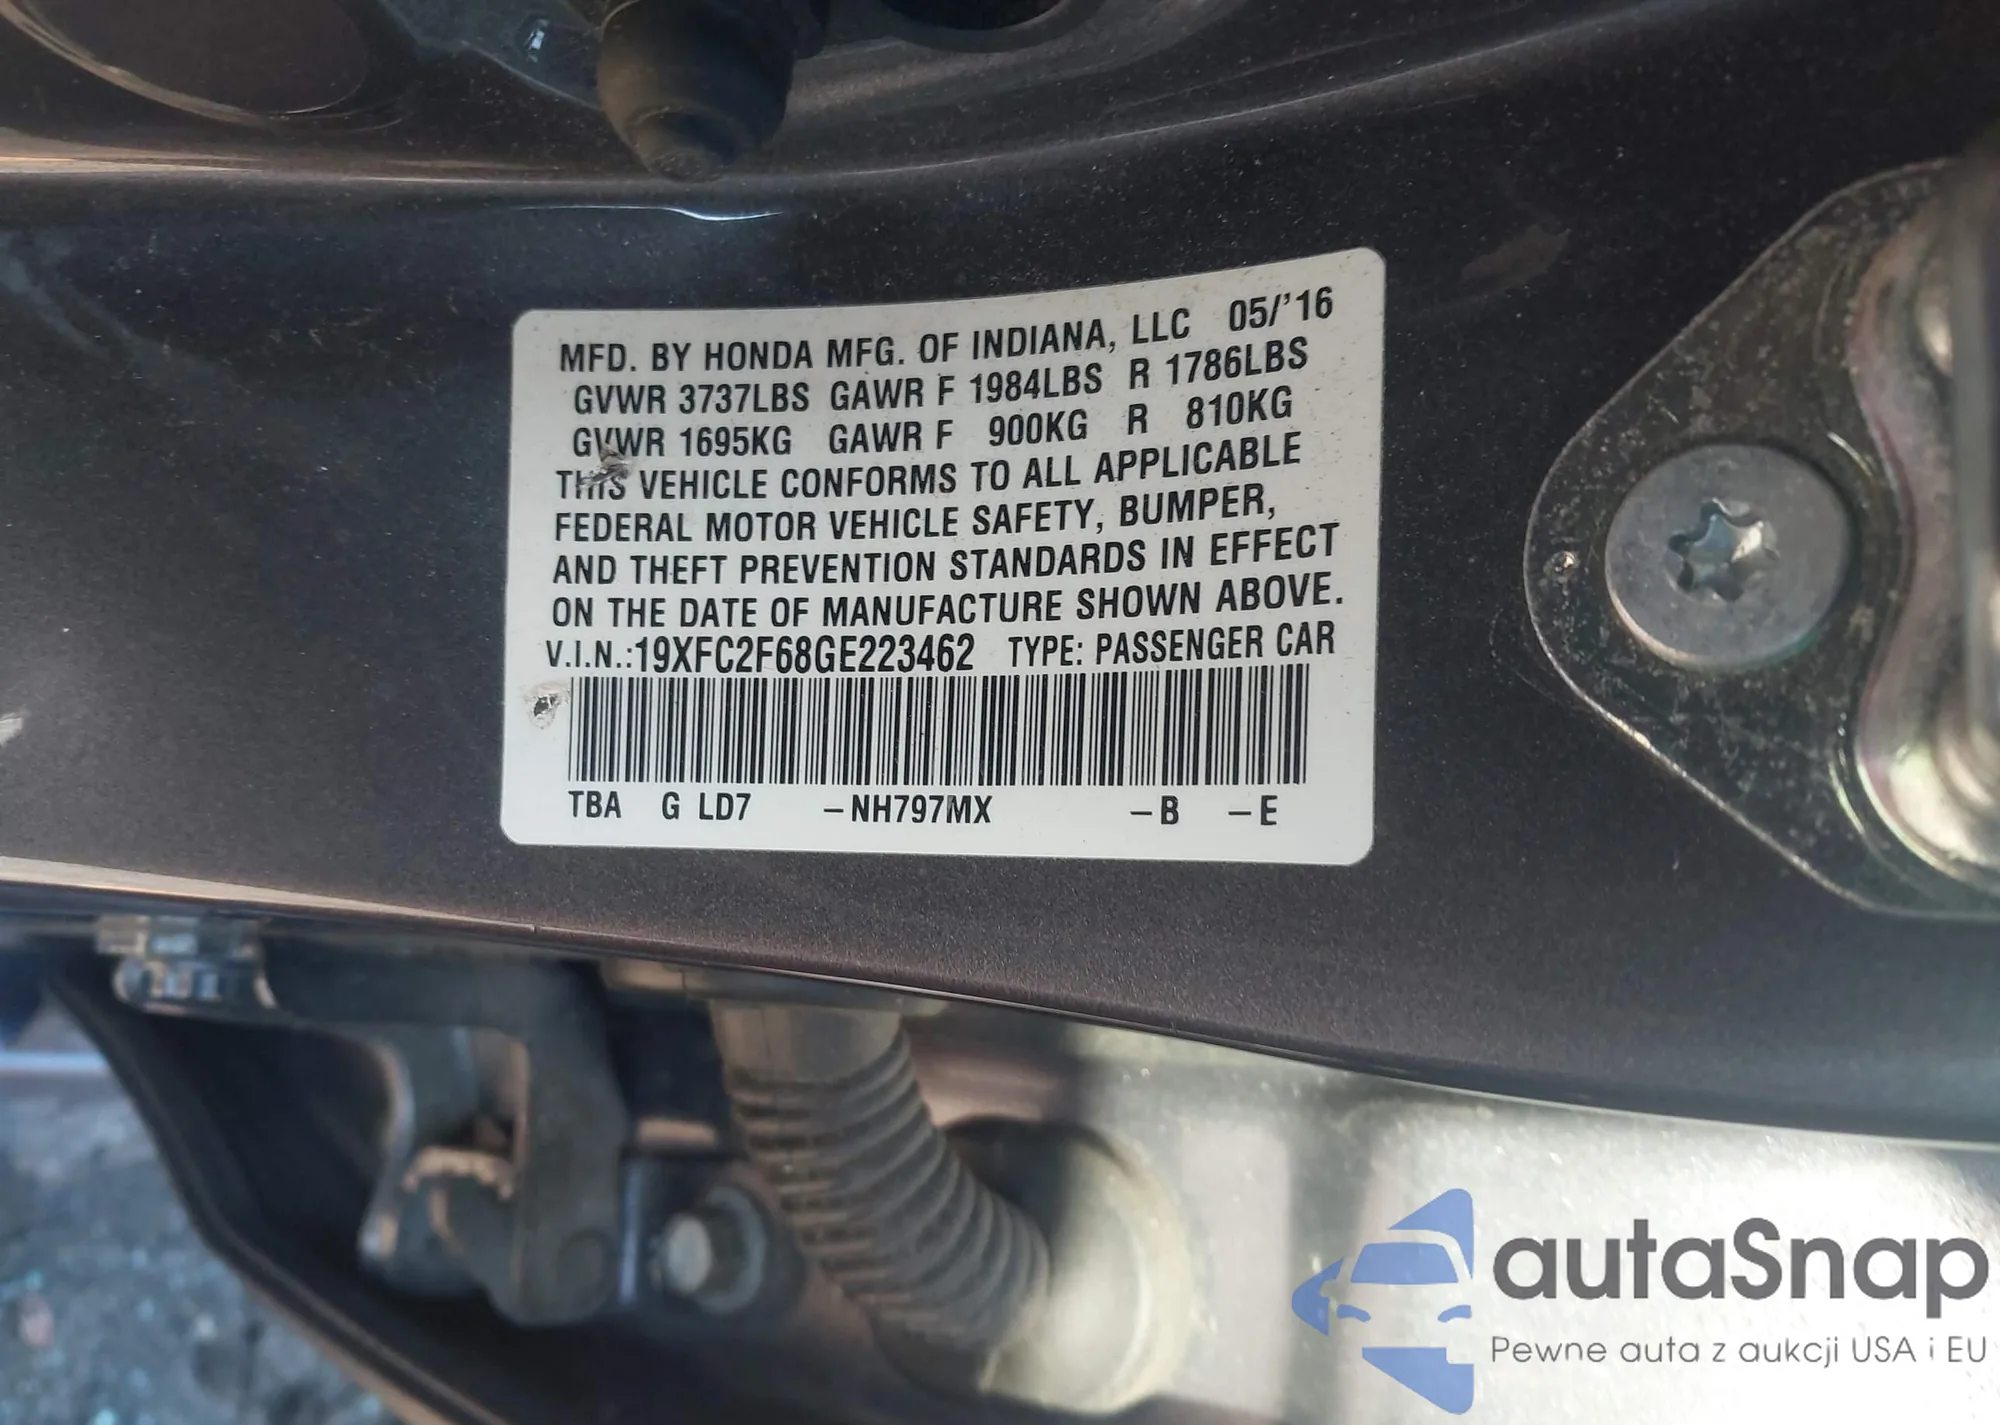 MFD. BY HONDA MFG. OF INDIANA, LLC 05/'16
GVWR 3737LBS GAWR F 1984LBS R 1786LBS
GVWR 1695KG GAWR F 900KG R 810KG
THIS VEHICLE CONFORMS TO ALL APPLICABLE
FEDERAL MOTOR VEHICLE SAFETY, BUMPER,
AND THEFT PREVENTION STANDARDS IN EFFECT
ON THE DATE OF MANUFACTURE SHOWN ABOVE.
V.I.N.:19XFC2F68GE223462 TYPE: PASSENGER CAR
TBA G LD7 -NH797MX -B -E
autaSnap
Pewne auta z aukcji USA i EU